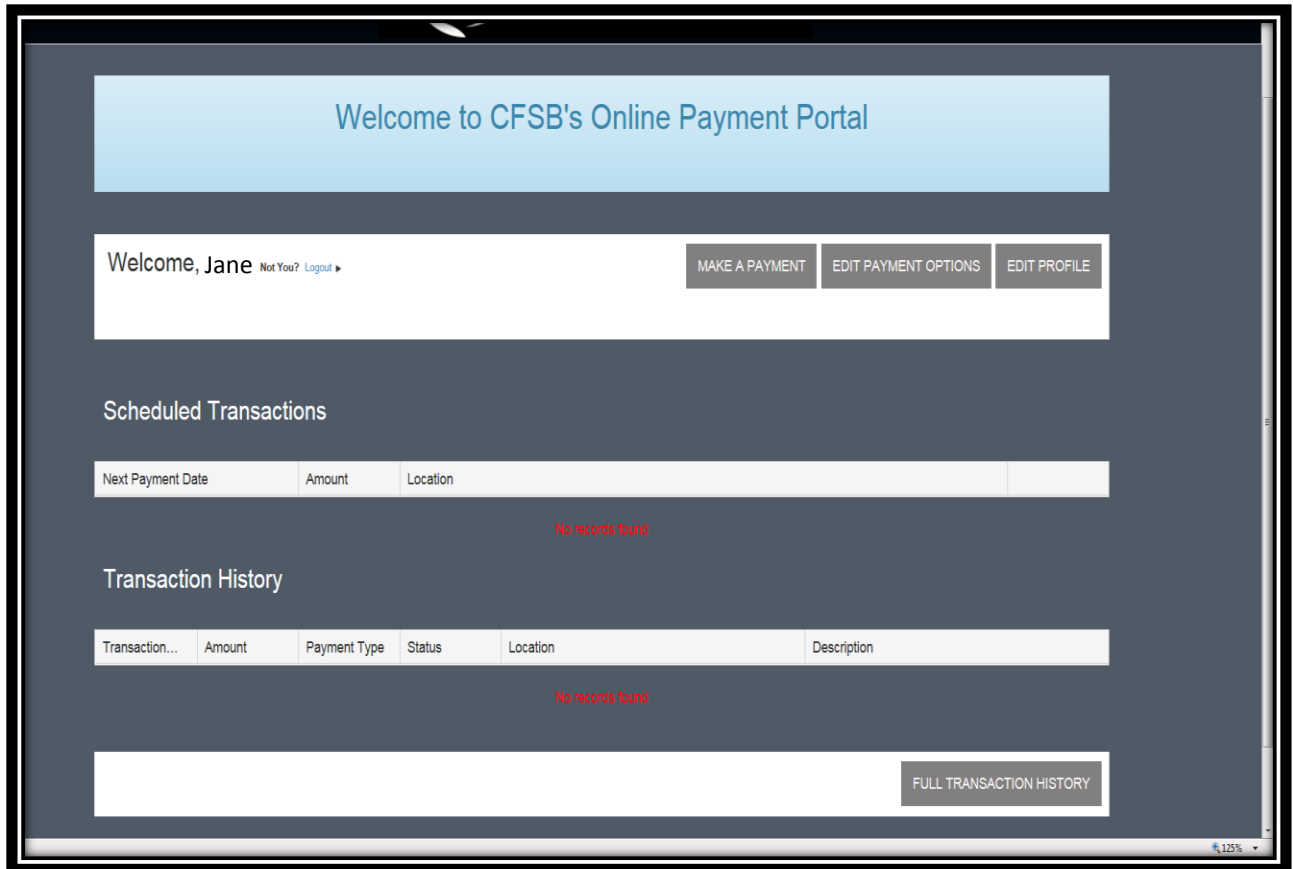 Welcome to CFSB's Online Payment Portal
Welcome, Jane Not You? Logout
MAKE A PAYMENT EDIT PAYMENT OPTIONS EDIT PROFILE
Scheduled Transactions
Next Payment Date Amount Location
No records found
Transaction History
Transaction... Amount Payment Type Status Location Description
No records found
FULL TRANSACTION HISTORY
125%